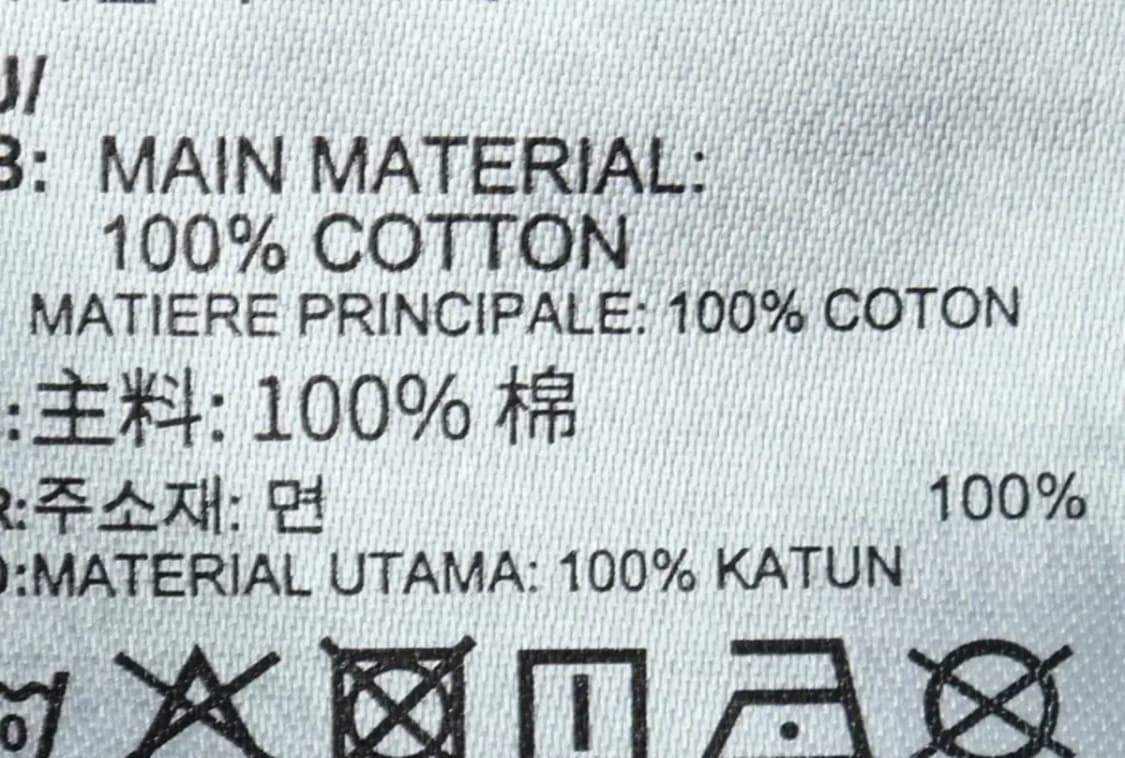 MAIN MATERIAL:
100% COTTON
MATIERE PRINCIPALE: 100% COTON
:主料: 100% 棉
:주소재: 면 100%
:MATERIAL UTAMA: 100% KATUN